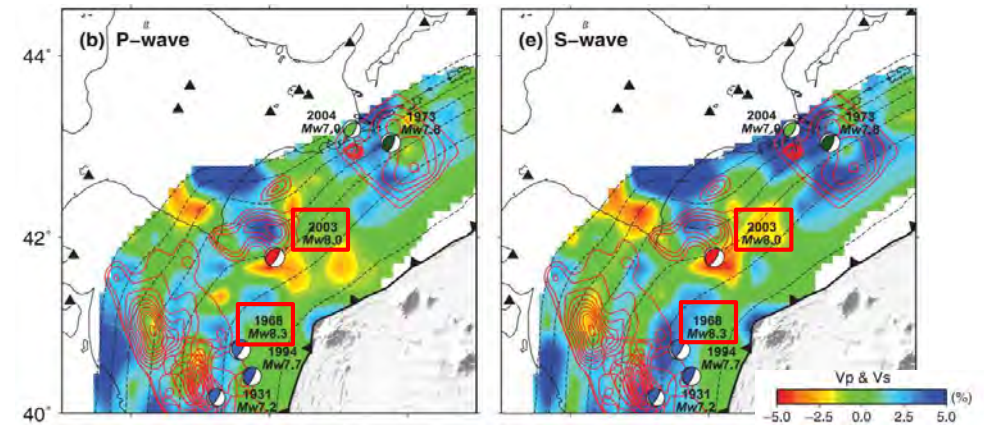 (b) P-wave
(e) S-wave
44°
42°
40°
2004
Mw7.0
1973
Mw7.8
2003
Mw8.0
1968
Mw8.3
1994
Mw7.7
1931
Mw7.2
2004
Mw7.0
1973
Mw7.8
2003
Mw8.0
1968
Mw8.3
1994
Mw7.7
1931
Mw7.2
Vp & Vs
-5.0 -2.5 0.0 2.5 5.0 (%)